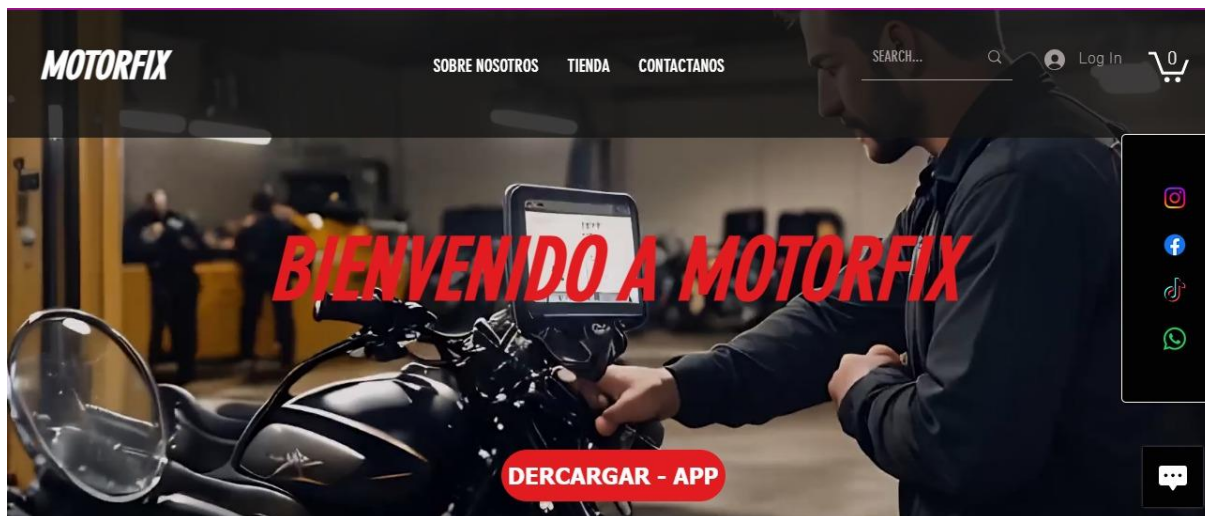 MOTORFIX
SOBRE NOSOTROS TIENDA CONTACTANOS
SEARCH...
Log In
0
BIENVENIDO A MOTORFIX
DERCARGAR - APP